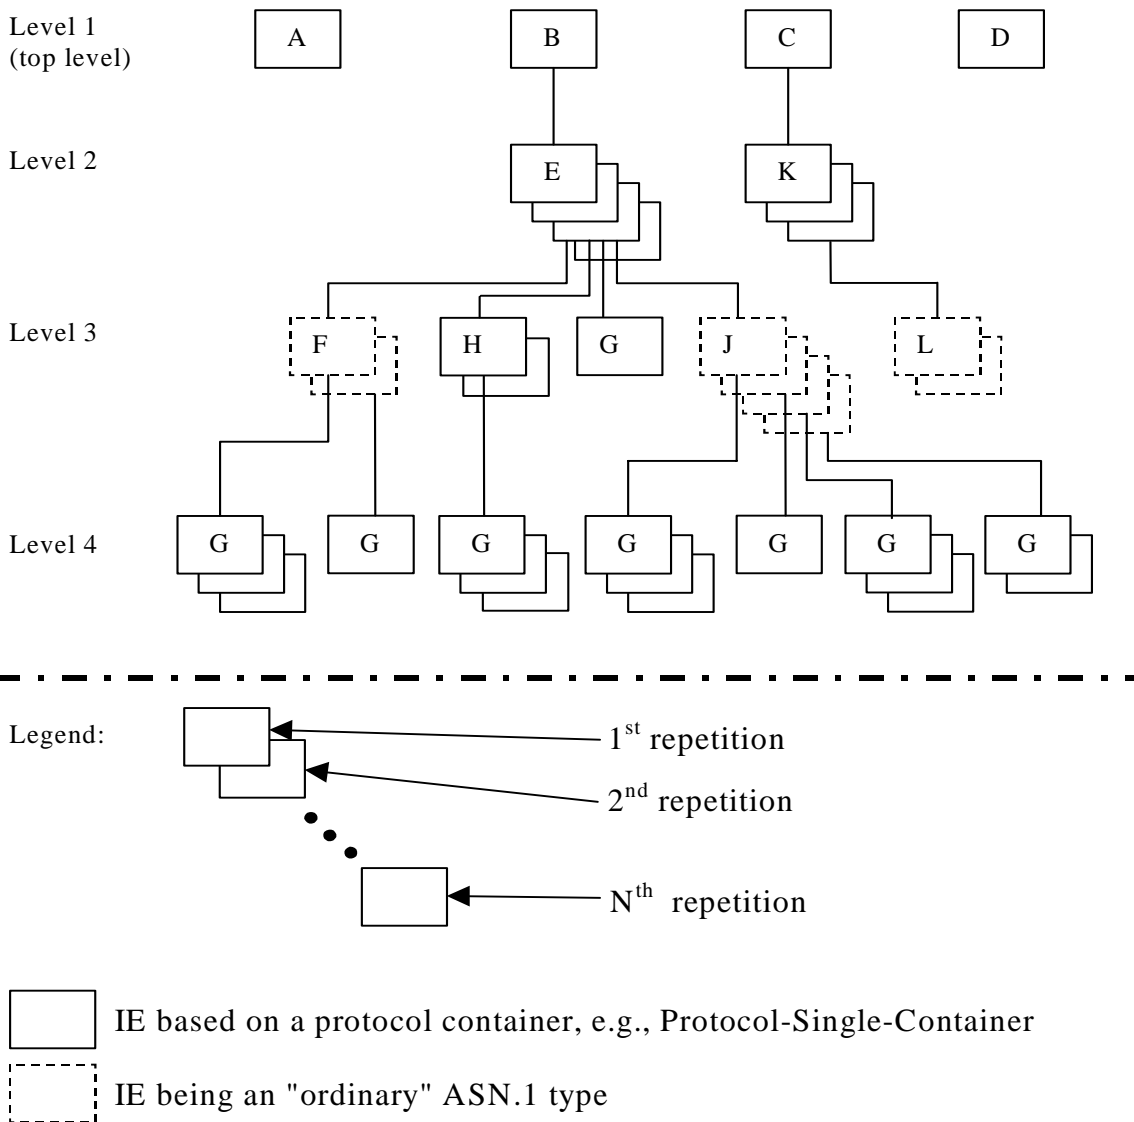 Level 1
(top level)
A
B
C
D
Level 2
E
K
Level 3
F
H
G
J
L
Level 4
G
G
G
G
G
G
G
Legend:
1st repetition
2nd repetition
Nth repetition
IE based on a protocol container, e.g., Protocol-Single-Container
IE being an "ordinary" ASN.1 type